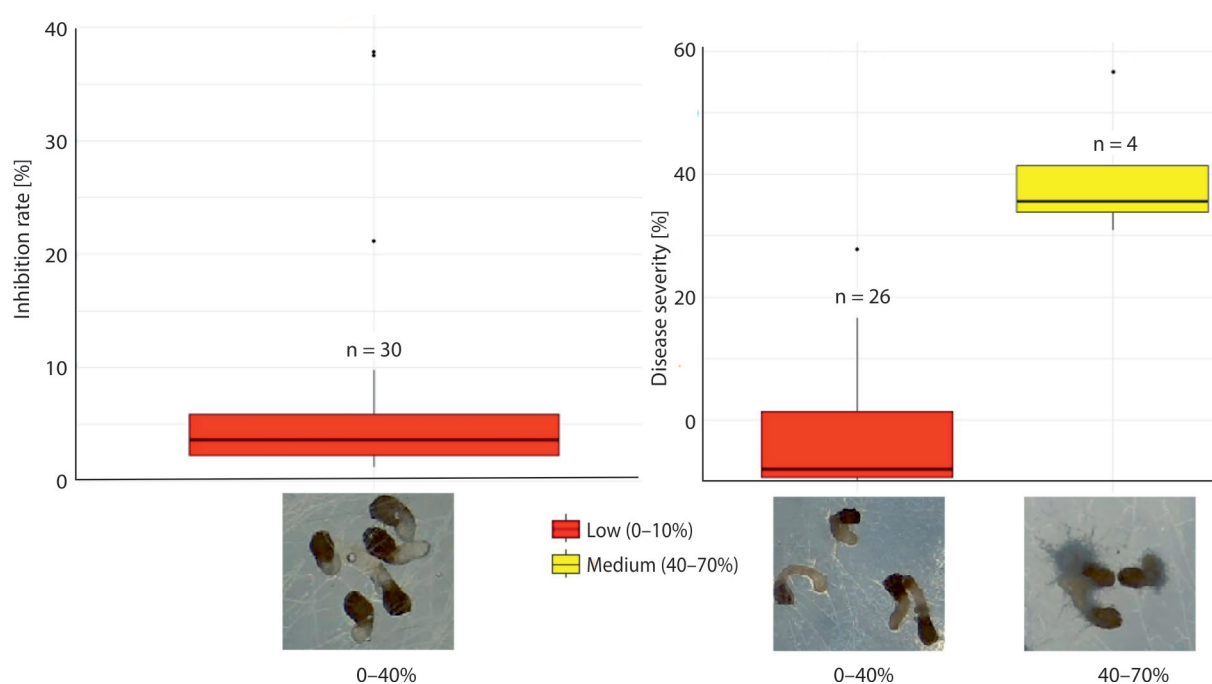 Inhibition rate [%]
40
30
20
10
0
n = 30
0–40%
Low (0–10%)
Medium (40–70%)
Disease severity [%]
60
40
20
0
n = 26
n = 4
0–40%
40–70%